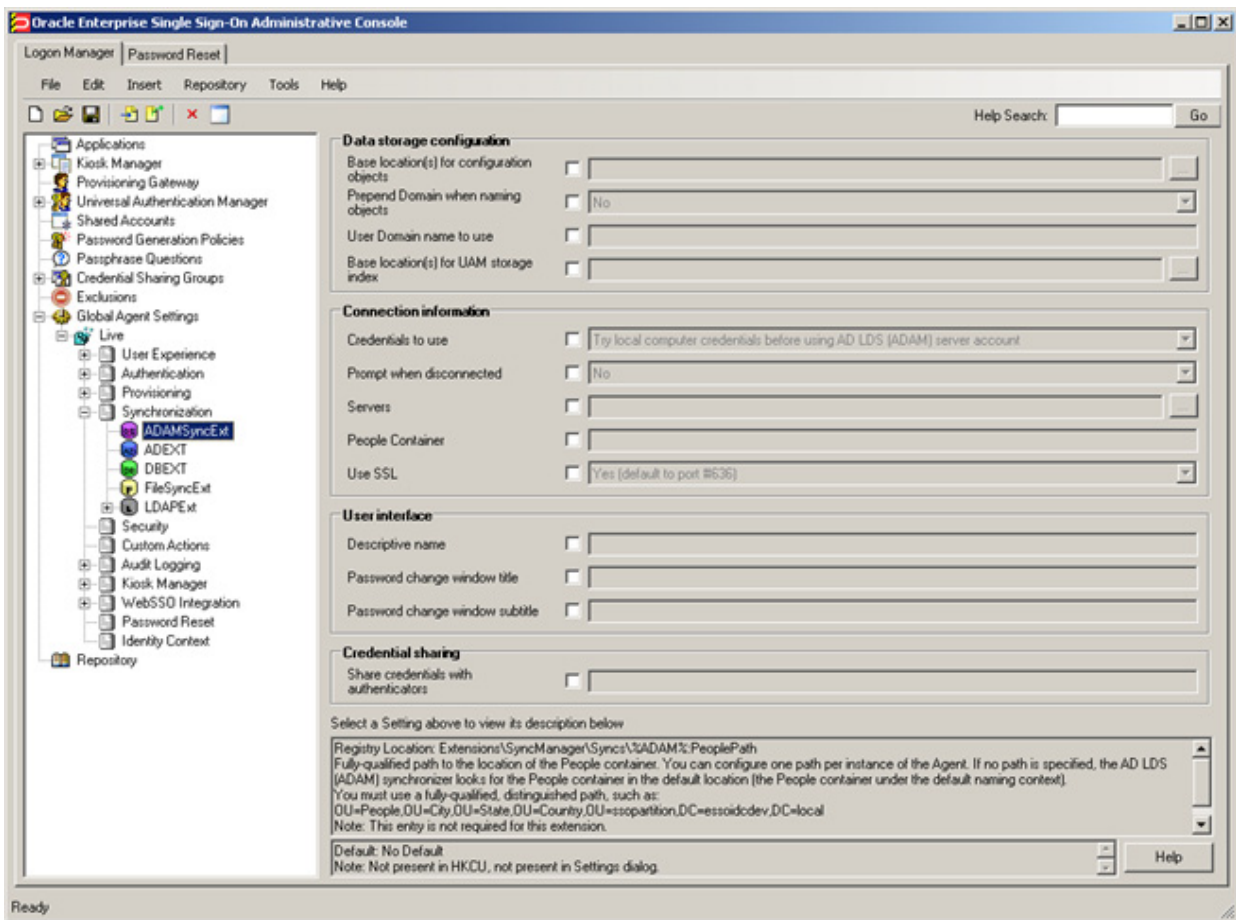 Oracle Enterprise Single Sign-On Administrative Console
Logon Manager
Password Reset
File Edit Insert Repository Tools Help
Help Search: Go
Applications
Kiosk Manager
Provisioning Gateway
Universal Authentication Manager
Shared Accounts
Password Generation Policies
Passphrase Questions
Credential Sharing Groups
Exclusions
Global Agent Settings
Live
User Experience
Authentication
Provisioning
Synchronization
ADAMSyncExt
ADEXT
DBEXT
FileSyncExt
LDAPExt
Security
Custom Actions
Audit Logging
Kiosk Manager
WebSSO Integration
Password Reset
Identity Context
Repository
Data storage configuration
Base location(s) for configuration
objects
...
Prepend Domain when naming
objects
No
User Domain name to use
Base location(s) for UAM storage
index
...
Connection information
Credentials to use
Try local computer credentials before using AD LDS (ADAM) server account
Prompt when disconnected
No
Servers
...
People Container
Use SSL
Yes (default to port #636)
User interface
Descriptive name
Password change window title
Password change window subtitle
Credential sharing
Share credentials with
authenticators
Select a Setting above to view its description below
Registry Location: Extensions\SyncManager\Syncs\%ADAM%:PeoplePath
Fully-qualified path to the location of the People container. You can configure one path per instance of the Agent. If no path is specified, the AD LDS
(ADAM) synchronizer looks for the People container in the default location (the People container under the default naming context).
You must use a fully-qualified, distinguished path, such as:
OU=People,OU=City,OU=State,OU=Country,OU=ssopartition,DC=essoidcdev,DC=local
Note: This entry is not required for this extension.
Default: No Default
Note: Not present in HKCU, not present in Settings dialog.
Help
Ready